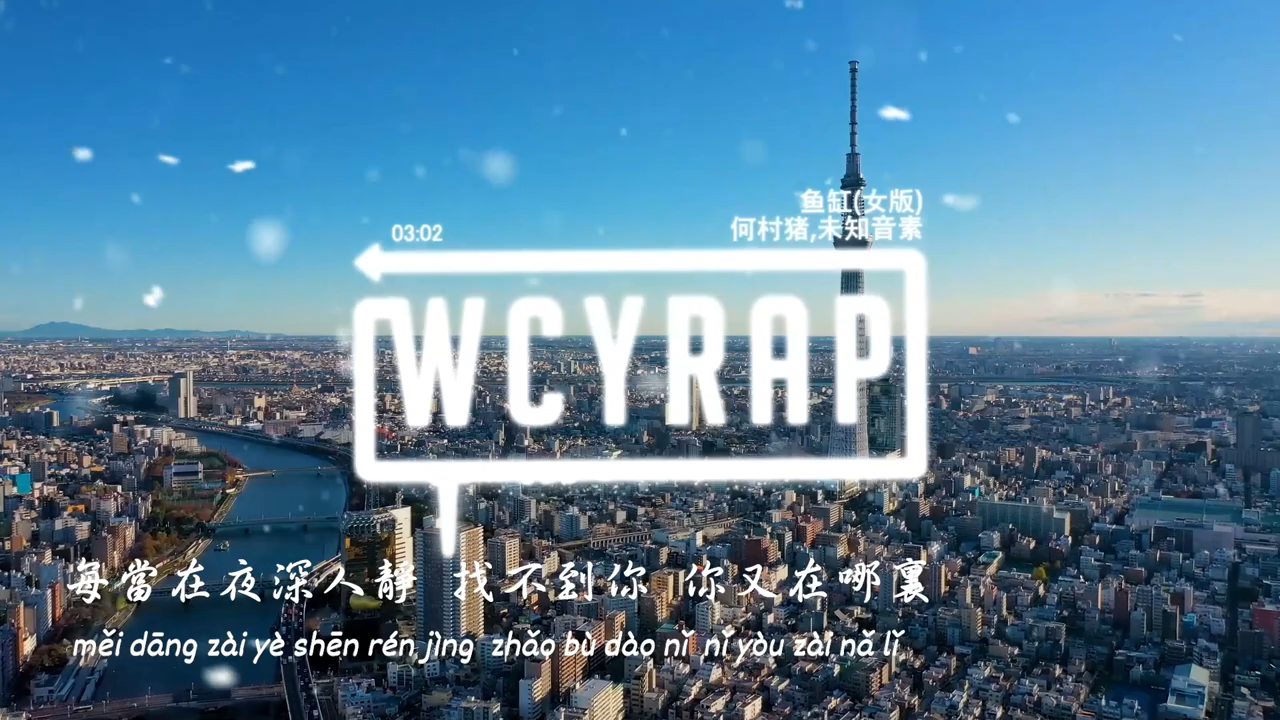 鱼缸(女版)
03:02
何村猪,未知音素
WCYRAP
每當在夜深人靜 找不到你 你又在哪裏
měi dāng zài yè shēn rén jìng zhǎo bù dào nǐ nǐ yòu zài nǎ lǐ